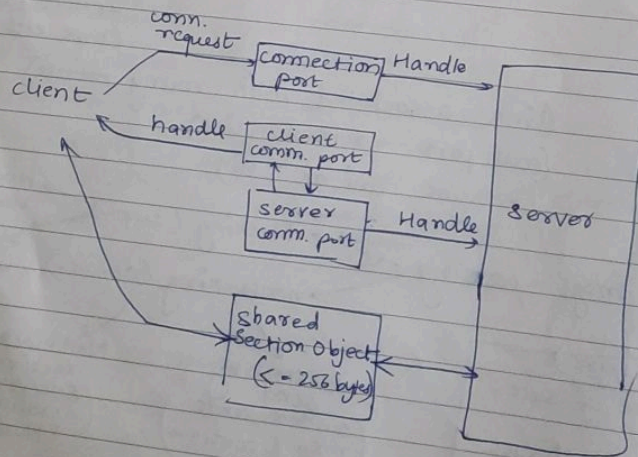 conn.
request
connection
port
Handle
client
handle
client
comm. port
server
comm. port
Handle
server
shared
section object
(<= 256 bytes)